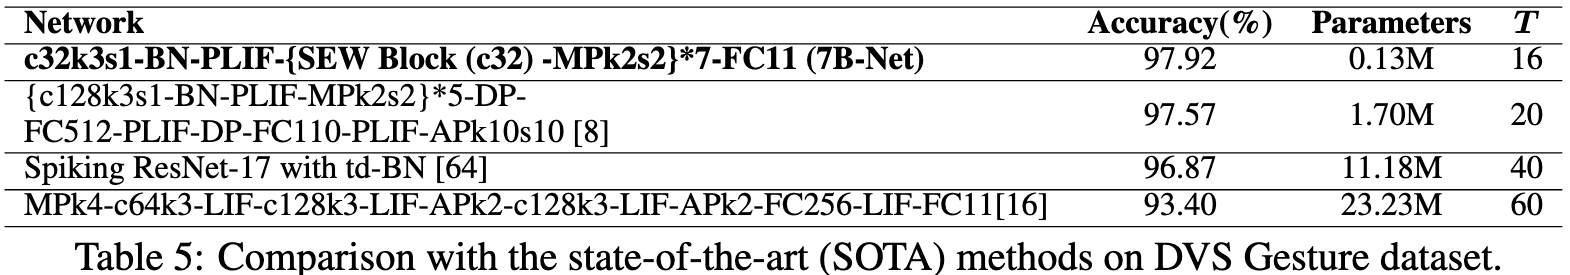 Network Accuracy(%) Parameters T
c32k3s1-BN-PLIF-{SEW Block (c32) -MPk2s2}*7-FC11 (7B-Net) 97.92 0.13M 16
{c128k3s1-BN-PLIF-MPk2s2}*5-DP-
FC512-PLIF-DP-FC110-PLIF-APk10s10 [8] 97.57 1.70M 20
Spiking ResNet-17 with td-BN [64] 96.87 11.18M 40
MPk4-c64k3-LIF-c128k3-LIF-APk2-c128k3-LIF-APk2-FC256-LIF-FC11[16] 93.40 23.23M 60
Table 5: Comparison with the state-of-the-art (SOTA) methods on DVS Gesture dataset.